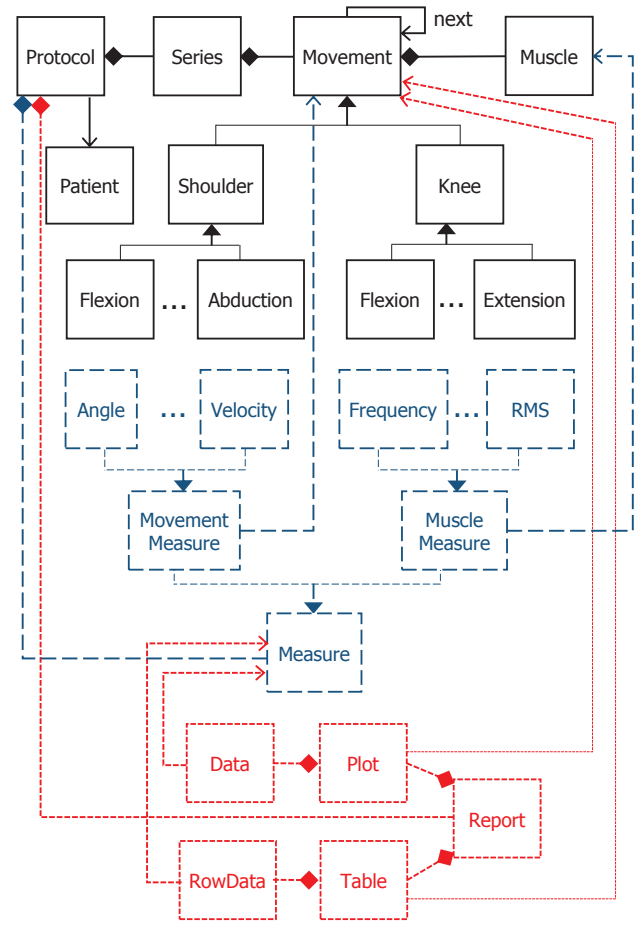 next
Protocol
Series
Movement
Muscle
Patient
Shoulder
Knee
Flexion
...
Abduction
Flexion
...
Extension
Angle
...
Velocity
Frequency
...
RMS
Movement
Measure
Muscle
Measure
Measure
Data
Plot
Report
RowData
Table